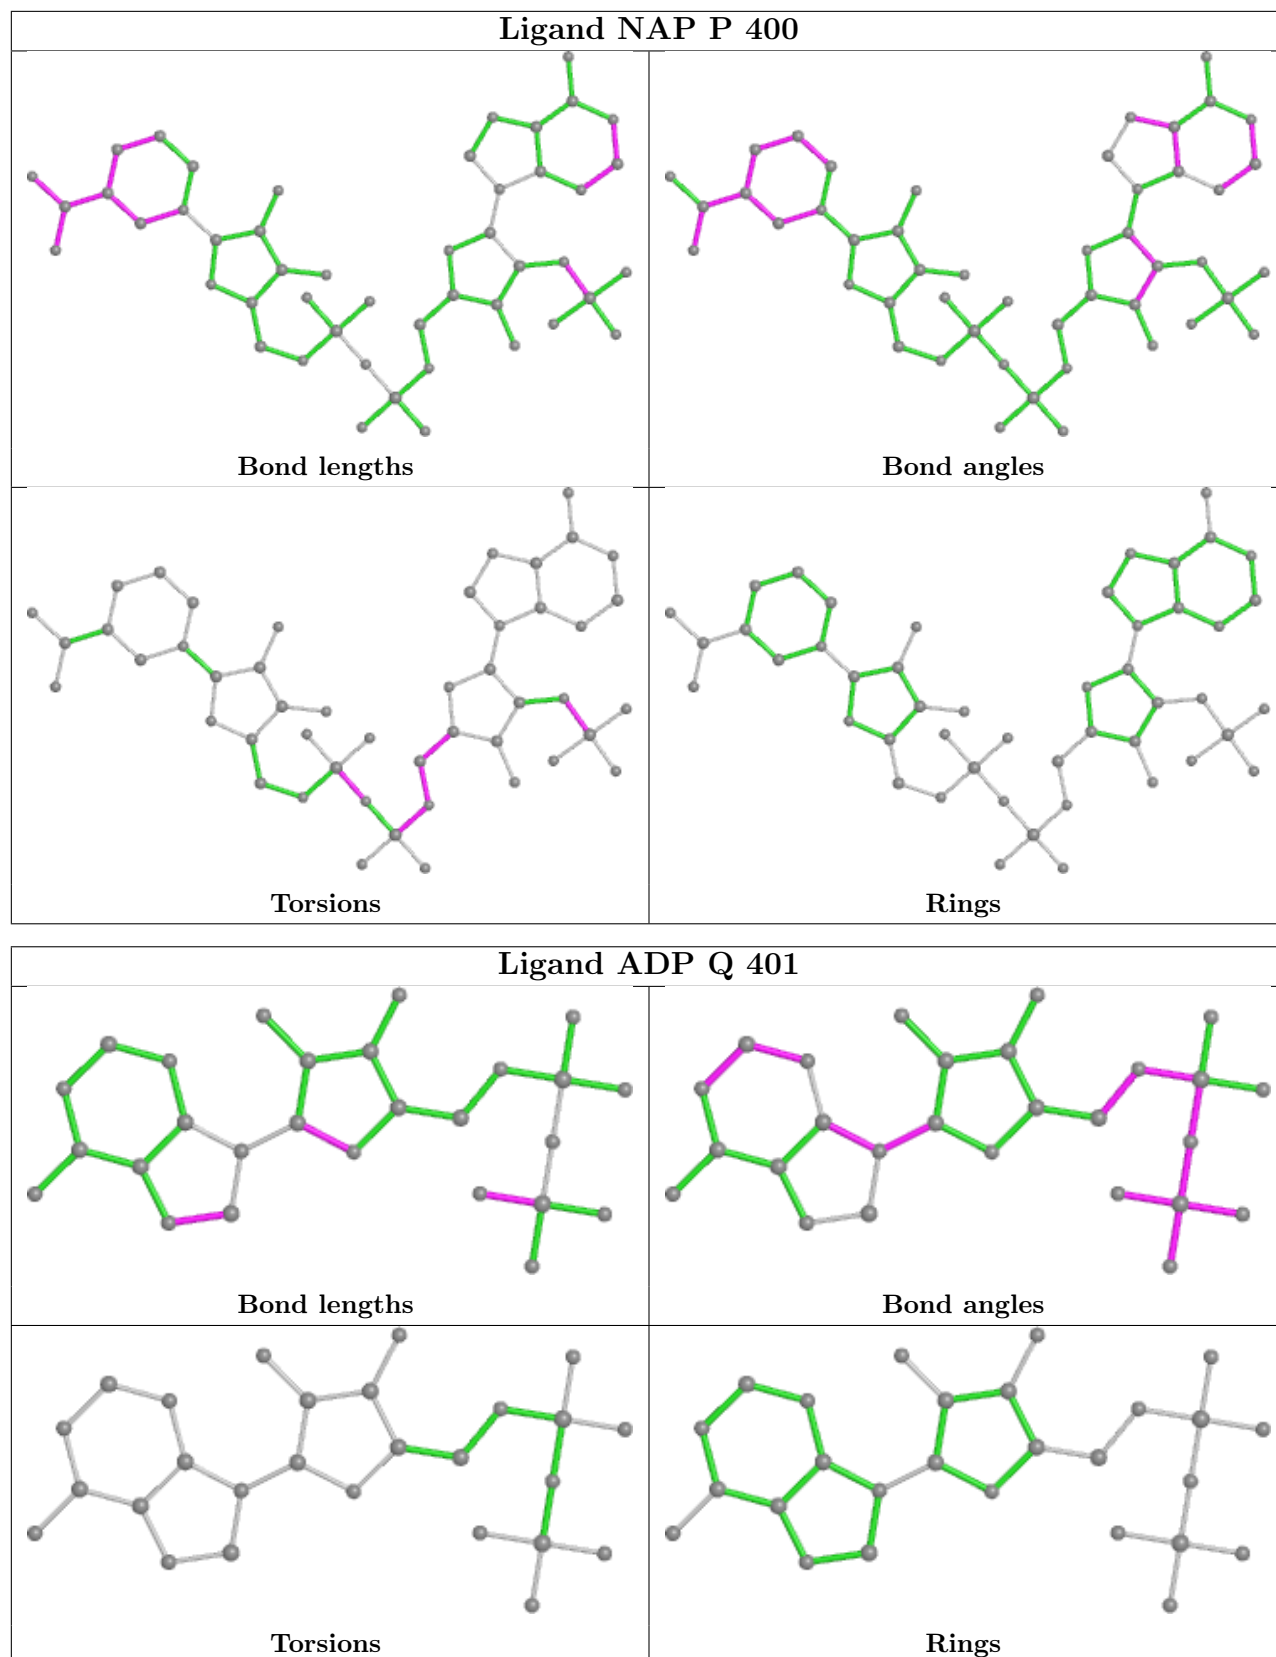 Ligand NAP P 400
Bond lengths
Bond angles
Torsions
Rings
Ligand ADP Q 401
Bond lengths
Bond angles
Torsions
Rings